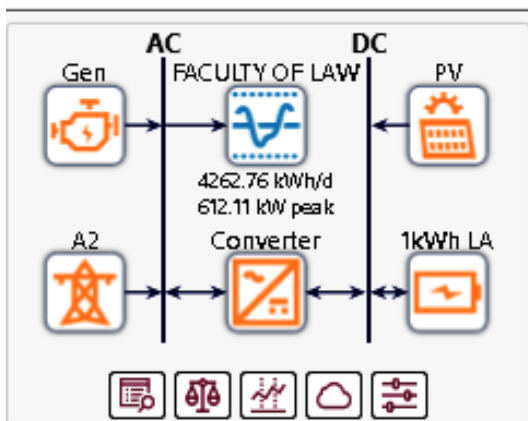 AC DC
Gen FACULTY OF LAW PV
4262.76 kWh/d
612.11 kW peak
A2 Converter 1kWh LA